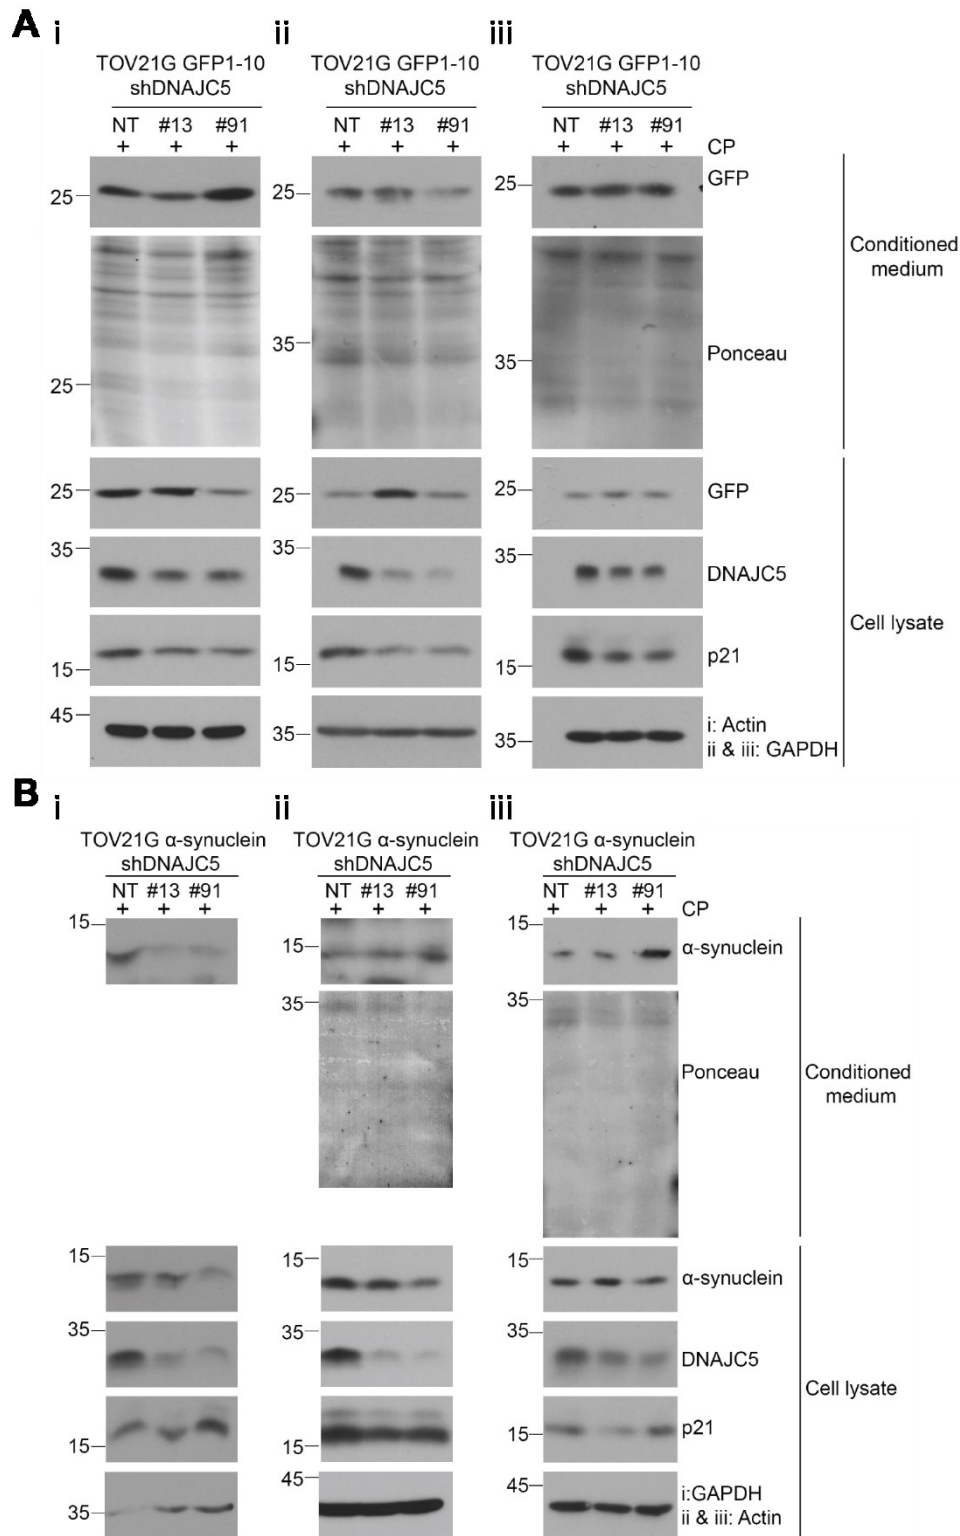 A i ii iii
TOV21G GFP1-10 TOV21G GFP1-10 TOV21G GFP1-10
shDNAJC5 shDNAJC5 shDNAJC5
NT #13 #91 NT #13 #91 NT #13 #91
+ + + + + + + + + CP
25 25 25 GFP
Conditioned
medium
35 35 Ponceau
25
25 25 25 GFP
35 35 35 DNAJC5
Cell lysate
15 15 15 p21
45 35 35 i: Actin
ii & iii: GAPDH
B i ii iii
TOV21G α-synuclein TOV21G α-synuclein TOV21G α-synuclein
shDNAJC5 shDNAJC5 shDNAJC5
NT #13 #91 NT #13 #91 NT #13 #91
+ + + + + + + + + CP
15 15 15 α-synuclein
35 35
Ponceau Conditioned
medium
15 15 15 α-synuclein
35 35 35 DNAJC5
Cell lysate
15 15 15 p21
35 45 45 i:GAPDH
ii & iii: Actin